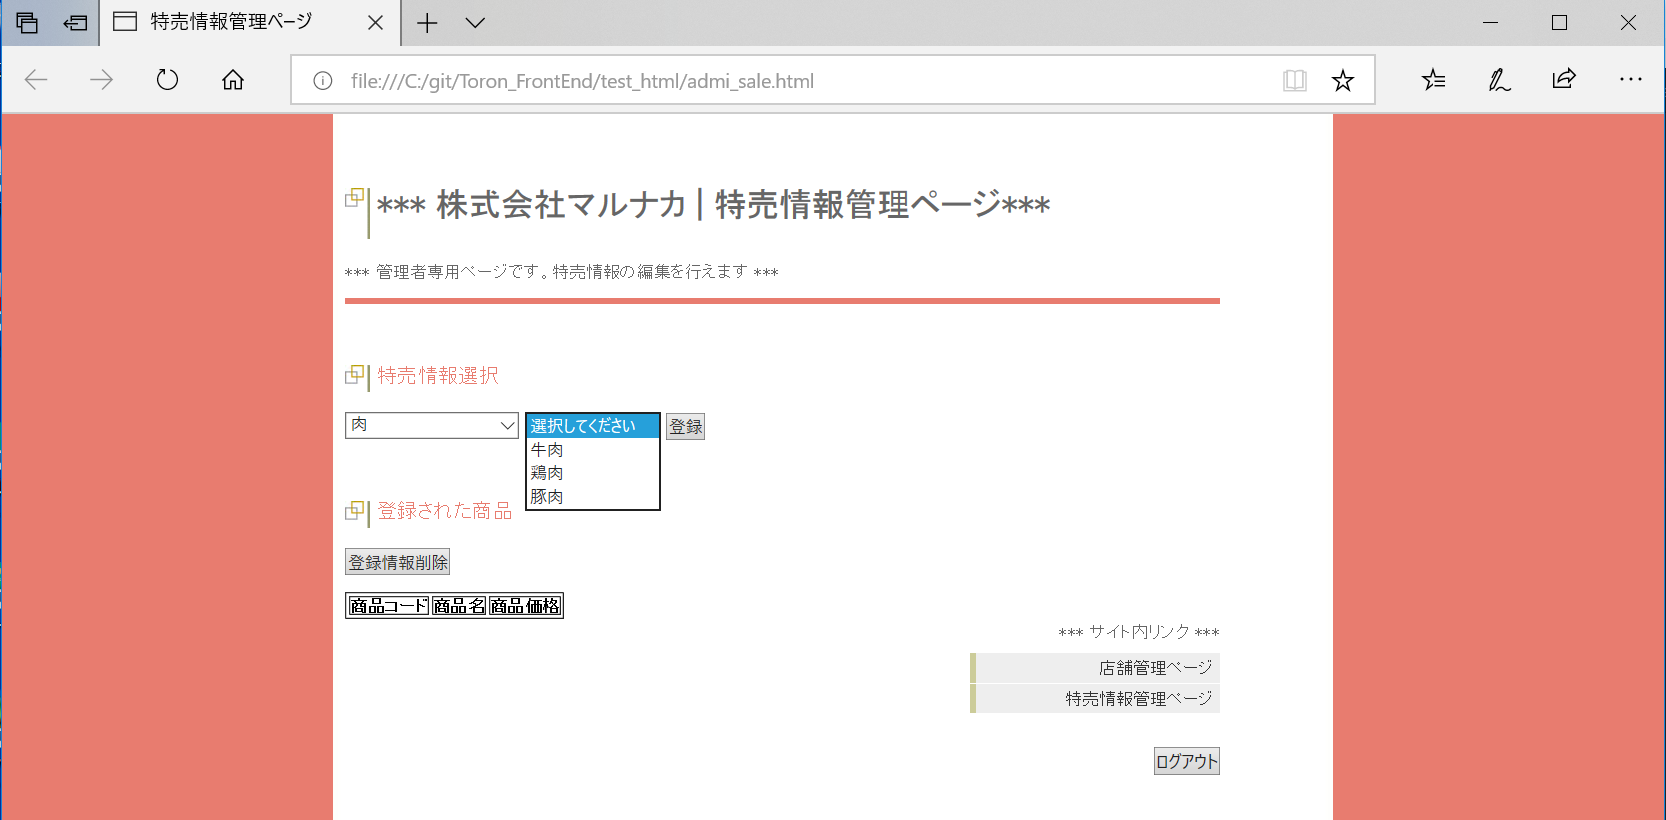 特売情報管理ページ
file:///C:/git/Toron_FrontEnd/test_html/admi_sale.html
*** 株式会社マルナカ | 特売情報管理ページ***
*** 管理者専用ページです。特売情報の編集を行えます ***
特売情報選択
肉 選択してください 登録
牛肉
鶏肉
豚肉
登録された商品
登録情報削除
商品コード 商品名 商品価格
*** サイト内リンク ***
店舗管理ページ
特売情報管理ページ
ログアウト